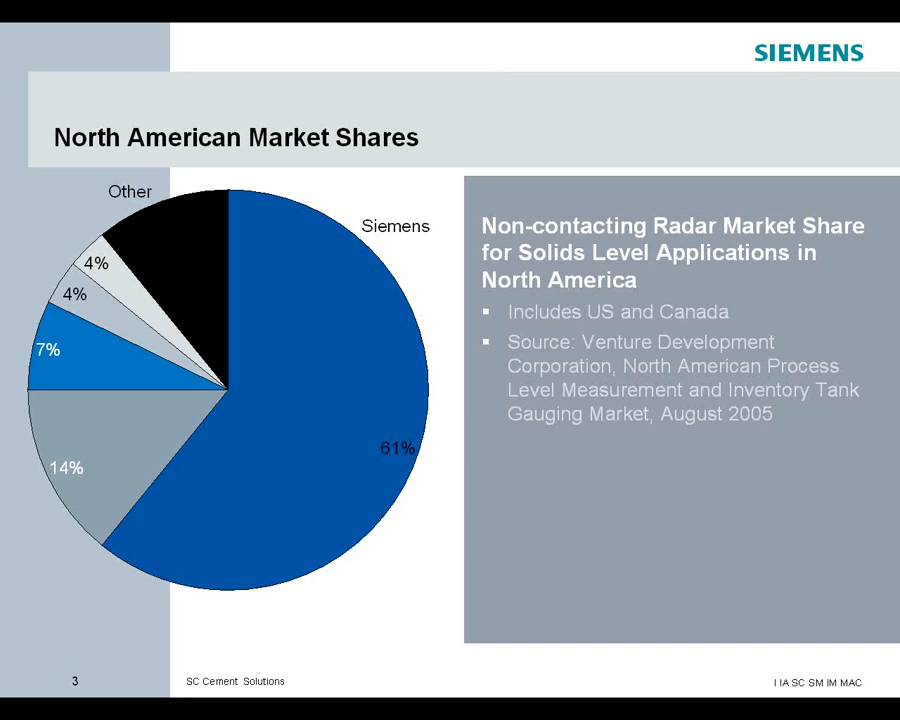 SIEMENS
North American Market Shares
Other
Siemens
4%
4%
7%
61%
14%
Non-contacting Radar Market Share
for Solids Level Applications in
North America
▪ Includes US and Canada
▪ Source: Venture Development
Corporation, North American Process
Level Measurement and Inventory Tank
Gauging Market, August 2005
3
SC Cement Solutions
I IA SC SM IM MAC